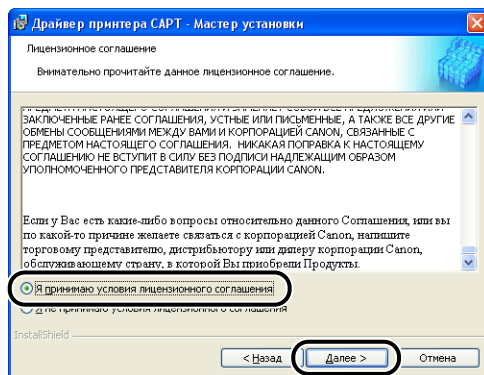 Драйвер принтера CAPT - Мастер установки
Лицензионное соглашение
Внимательно прочитайте данное лицензионное соглашение.
ЗАКЛЮЧЕННЫЕ РАНЕЕ СОГЛАШЕНИЯ, УСТНЫЕ ИЛИ ПИСЬМЕННЫЕ, А ТАКЖЕ ВСЕ ДРУГИЕ
ОБМЕНЫ СООБЩЕНИЯМИ МЕЖДУ ВАМИ И КОРПОРАЦИЕЙ CANON, СВЯЗАННЫЕ С
ПРЕДМЕТОМ НАСТОЯЩЕГО СОГЛАШЕНИЯ. НИКАКАЯ ПОПРАВКА К НАСТОЯЩЕМУ
СОГЛАШЕНИЮ НЕ ВСТУПИТ В СИЛУ БЕЗ ПОДПИСИ НАДЛЕЖАЩИМ ОБРАЗОМ
УПОЛНОМОЧЕННОГО ПРЕДСТАВИТЕЛЯ КОРПОРАЦИИ CANON.
Если у Вас есть какие-либо вопросы относительно данного Соглашения, или вы
по какой-то причине желаете связаться с корпорацией Canon, напишите
торговому представителю, дистрибьютору или дилеру корпорации Canon,
обслуживающему страну, в которой Вы приобрели Продукты.
Я принимаю условия лицензионного соглашения
Я не принимаю условия лицензионного соглашения
InstallShield
< Назад
Далее >
Отмена